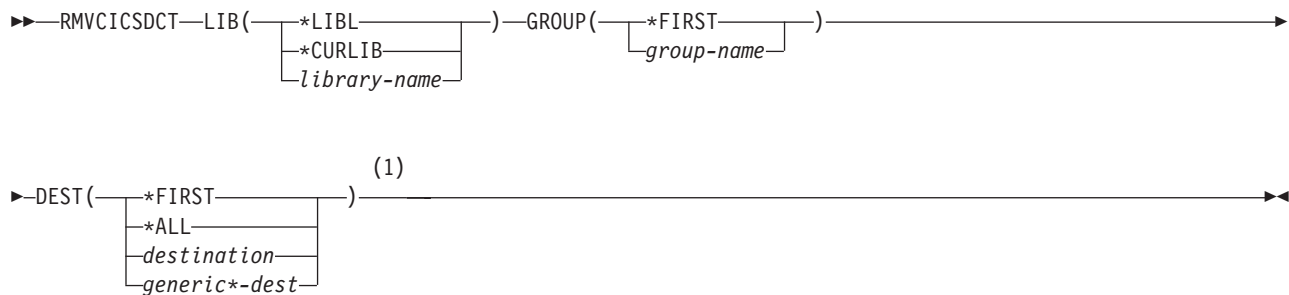 RMVCICSDCT LIB( *LIBL ) GROUP( *FIRST )
*CURLIB group-name
library-name
(1)
DEST( *FIRST )
*ALL
destination
generic*-dest